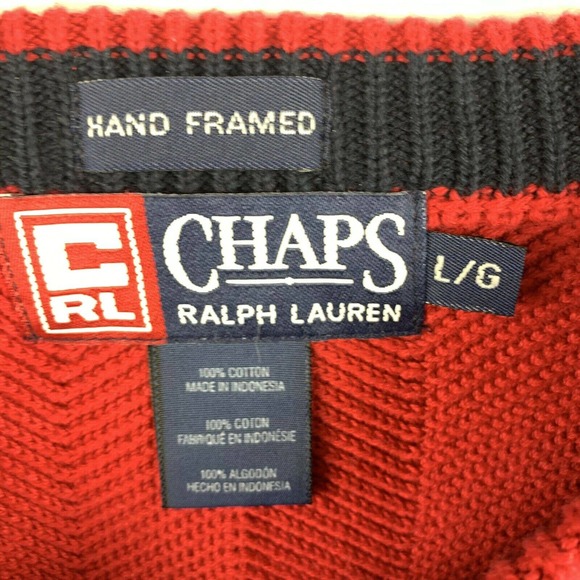 HAND FRAMED
C
RL
CHAPS
RALPH LAUREN
L/G
100% COTTON
MADE IN INDONESIA
100% COTON
FABRIQUÉ EN INDONÉSIE
100% ALGODÓN
HECHO EN INDONESIA